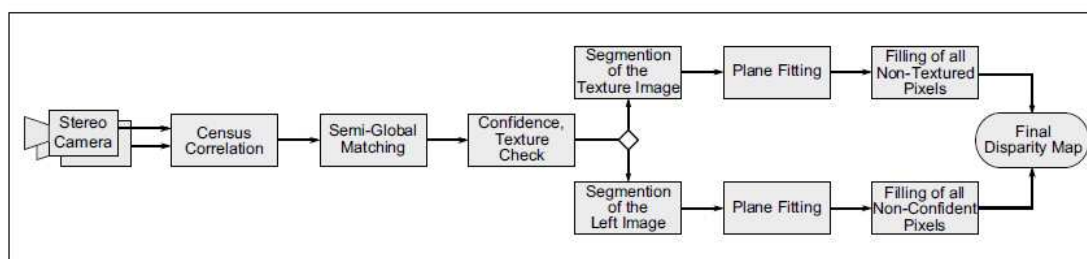 Stereo
Camera
Census
Correlation
Semi-Global
Matching
Confidence,
Texture
Check
Segmention
of the
Texture Image
Plane Fitting
Filling of all
Non-Textured
Pixels
Segmention
of the
Left Image
Plane Fitting
Filling of all
Non-Confident
Pixels
Final
Disparity Map